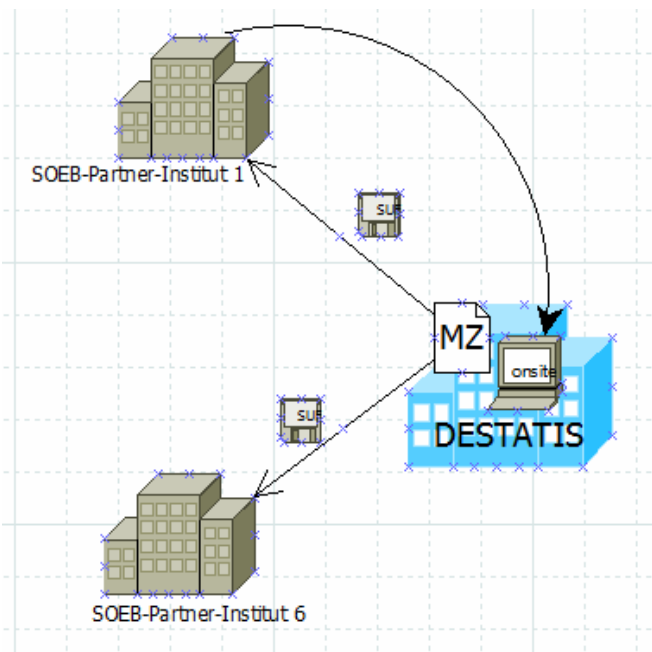 SOEB-Partner-Institut 1
SUF
MZ
onsite
DESTATIS
SUF
SOEB-Partner-Institut 6